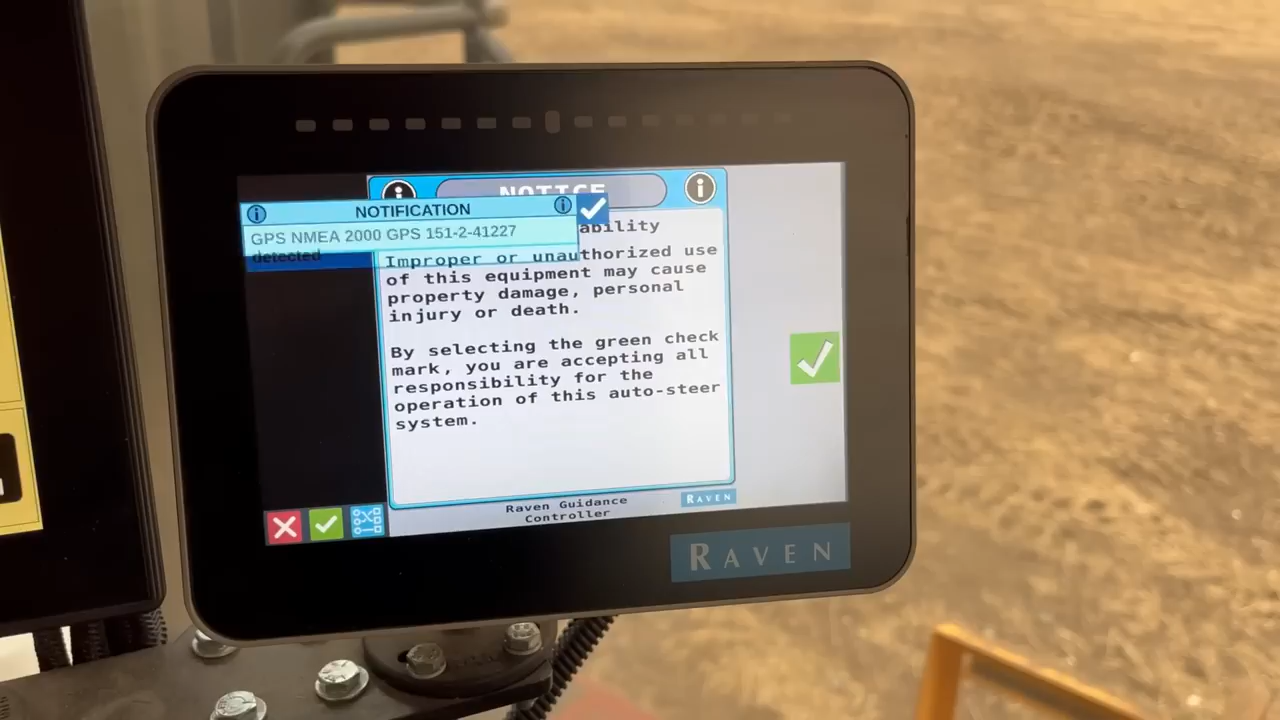 NOTICE
NOTIFICATION
GPS NMEA 2000 GPS 151-2-41227
detected
ability
Improper or unauthorized use
of this equipment may cause
property damage, personal
injury or death.
By selecting the green check
mark, you are accepting all
responsibility for the
operation of this auto-steer
system.
Raven Guidance
Controller
RAVEN
RAVEN